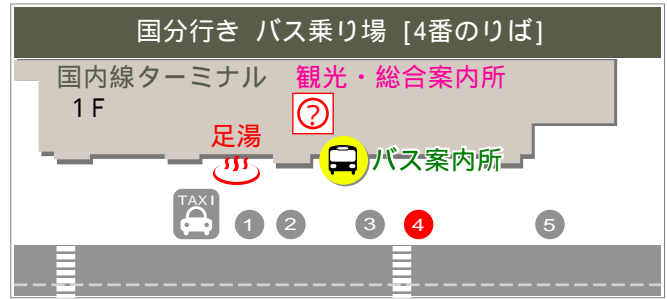 国分行き バス乗り場 [4番のりば]
国内線ターミナル
1F
観光・総合案内所
?
足湯
バス案内所
TAXI
1
2
3
4
5